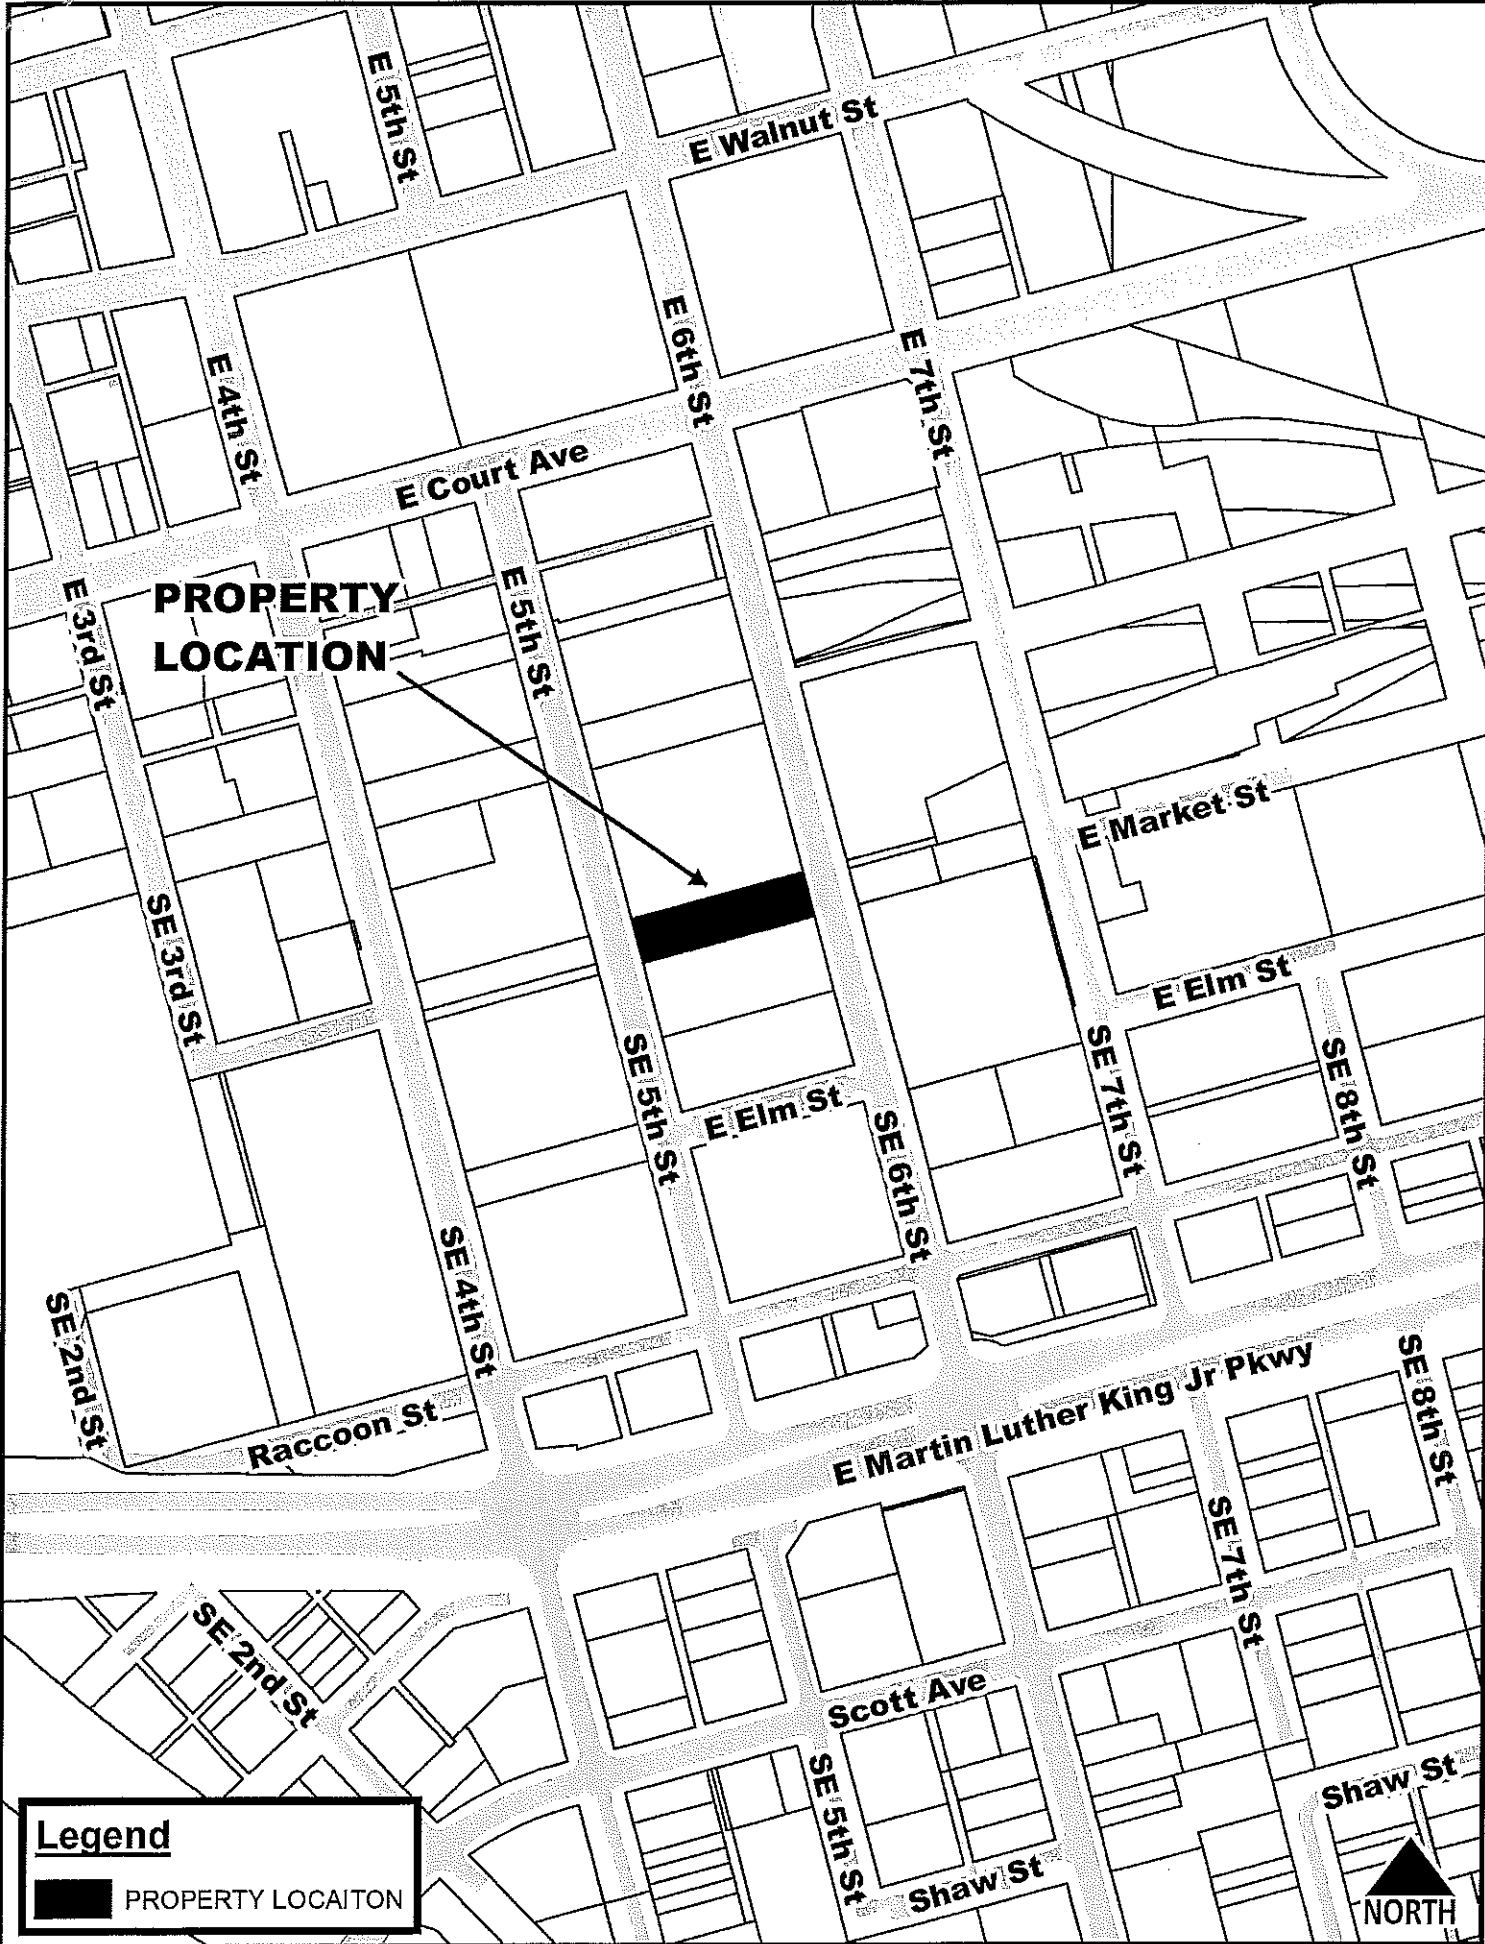 E 5th St
E Walnut St
E 6th St
E 7th St
E 4th St
E Court Ave
E 3rd St
PROPERTY
LOCATION
E 5th St
E Market St
SE 3rd St
E Elm St
SE 5th St
SE 7th St
SE 8th St
E Elm St
SE 6th St
SE 4th St
SE 2nd St
Raccoon St
E Martin Luther King Jr Pkwy
SE 8th St
SE 7th St
SE 2nd St
Scott Ave
SE 5th St
Shaw St
Shaw St
Legend
PROPERTY LOCAITON
NORTH